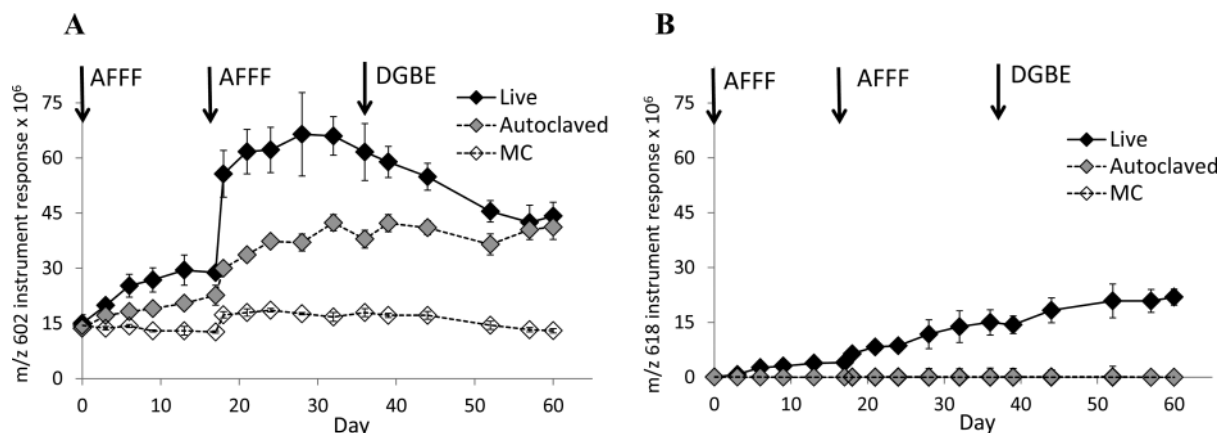 A
AFFF
AFFF
DGBE
Live
Autoclaved
MC
m/z 602 instrument response x 10⁶
75
60
45
30
15
0
0
10
20
30
40
50
60
Day
B
AFFF
AFFF
DGBE
Live
Autoclaved
MC
m/z 618 instrument response x 10⁶
75
60
45
30
15
0
0
10
20
30
40
50
60
Day